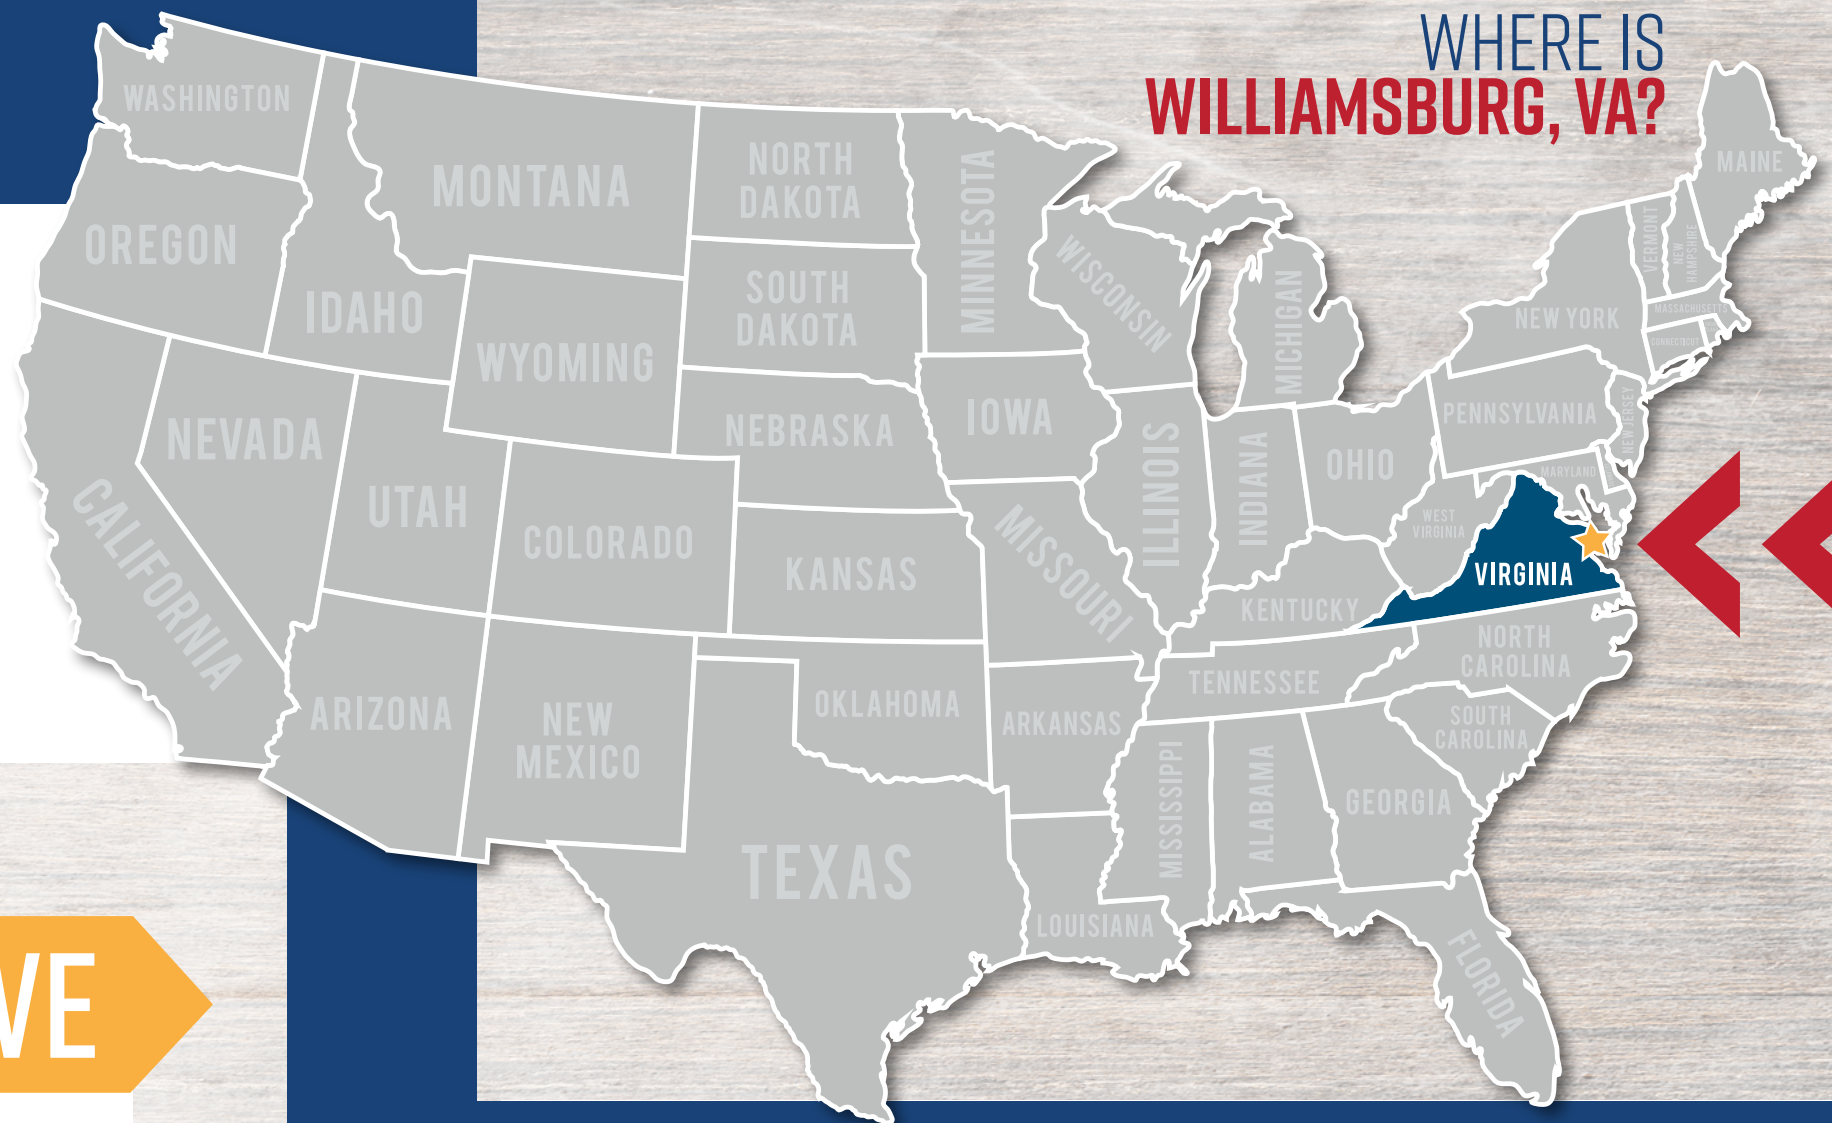 WHERE IS
WILLIAMSBURG, VA?
WASHINGTON
OREGON
CALIFORNIA
NEVADA
IDAHO
MONTANA
WYOMING
UTAH
COLORADO
ARIZONA
NEW
MEXICO
NORTH
DAKOTA
SOUTH
DAKOTA
NEBRASKA
KANSAS
OKLAHOMA
TEXAS
MINNESOTA
IOWA
MISSOURI
ARKANSAS
LOUISIANA
WISCONSIN
ILLINOIS
MICHIGAN
INDIANA
OHIO
KENTUCKY
TENNESSEE
MISSISSIPPI
ALABAMA
GEORGIA
FLORIDA
SOUTH
CAROLINA
NORTH
CAROLINA
VIRGINIA
WEST
VIRGINIA
MARYLAND
PENNSYLVANIA
NEW JERSEY
NEW YORK
CONNECTICUT
MASSACHUSETTS
VERMONT
NEW
HAMPSHIRE
MAINE
VE